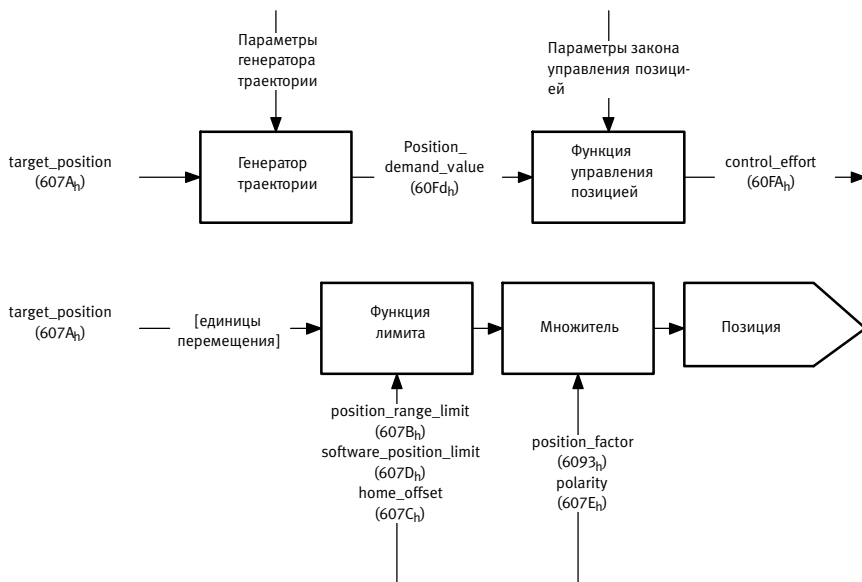 Параметры
генератора
траектории
Параметры закона
управления позици-
ей
target_position
(607Ah)
Генератор
траектории
Position_
demand_value
(60Fdh)
Функция
управления
позицией
control_effort
(60FAh)
target_position
(607Ah)
[единицы
перемещения]
Функция
лимита
Множитель
Позиция
position_range_limit
(607Bh)
software_position_limit
(607Dh)
home_offset
(607Ch)
position_factor
(6093h)
polarity
(607Eh)